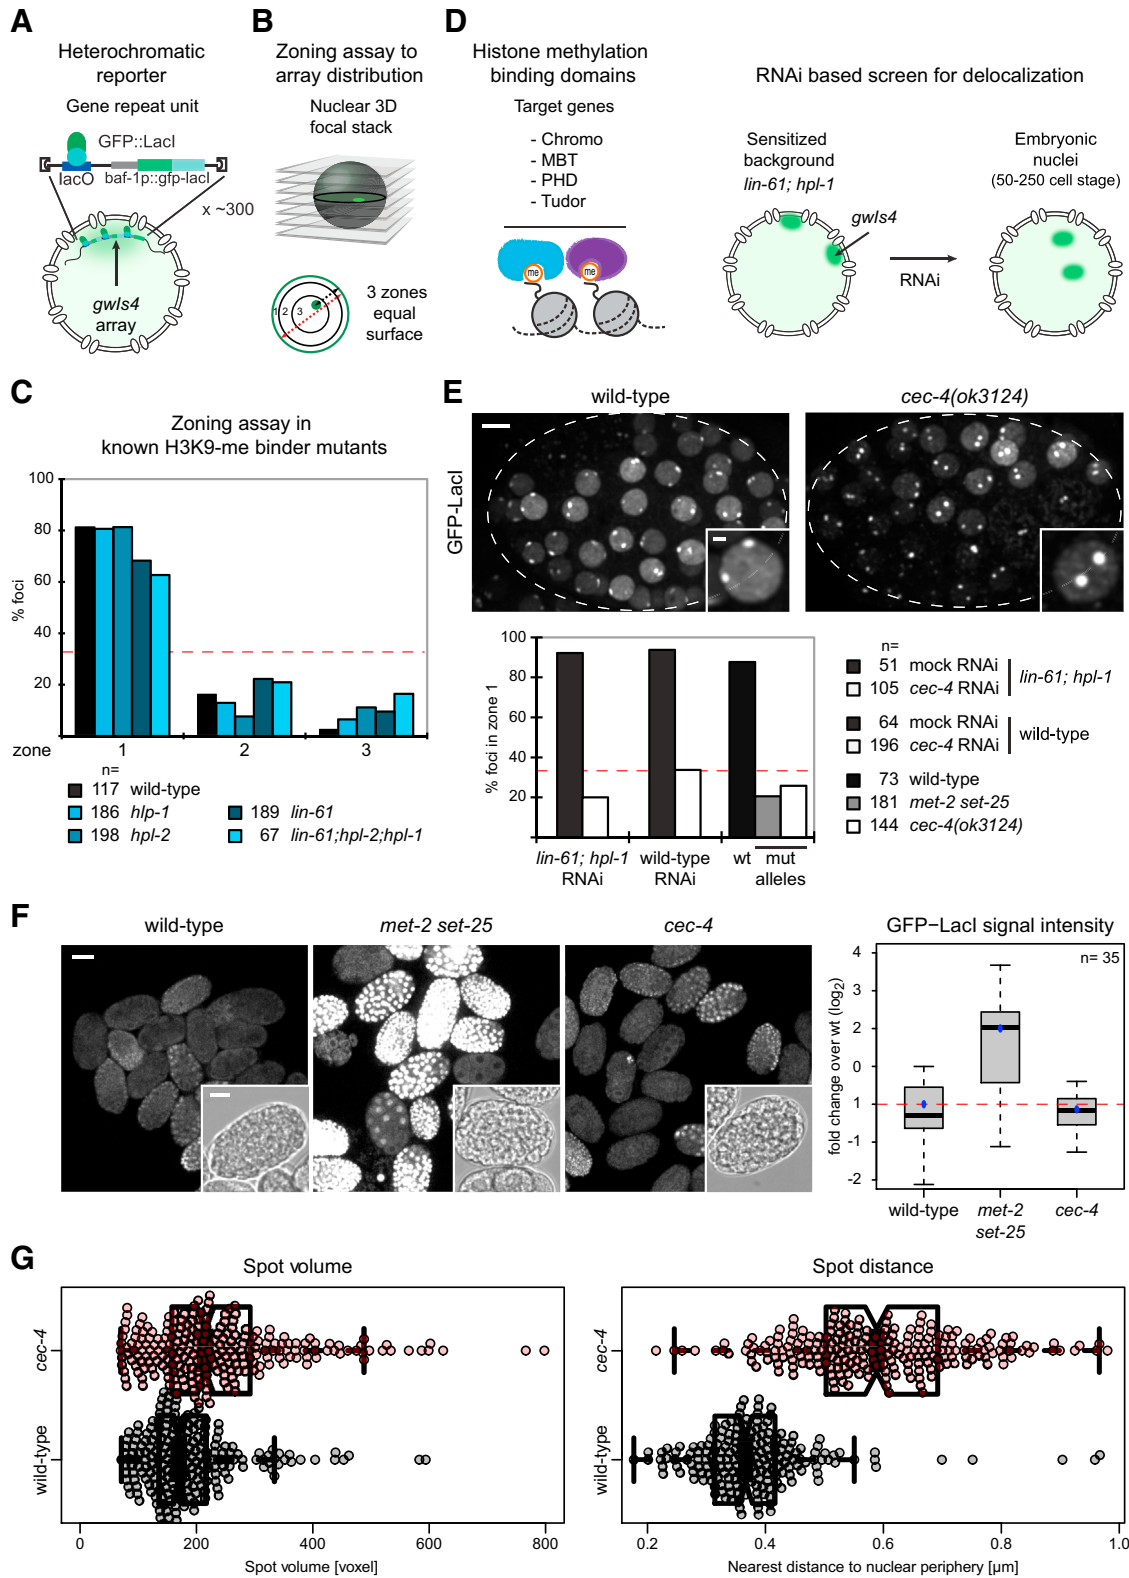 A
Heterochromatic
reporter
Gene repeat unit
GFP::LacI
lacO
baf-1p::gfp-lacI
x ~300
gwIs4
array
B
Zoning assay to
array distribution
Nuclear 3D
focal stack
1 2 3
3 zones
equal
surface
D
Histone methylation
binding domains
Target genes
- Chromo
- MBT
- PHD
- Tudor
me
me
RNAi based screen for delocalization
Sensitized
background
lin-61; hpl-1
gwIs4
RNAi
Embryonic
nuclei
(50-250 cell stage)
C
Zoning assay in
known H3K9-me binder mutants
% foci
100
80
60
40
20
zone
1
2
3
n=
117 wild-type
186 hlp-1
198 hpl-2
189 lin-61
67 lin-61;hpl-2;hpl-1
E
wild-type
cec-4(ok3124)
GFP-LacI
% foci in zone 1
100
80
60
40
20
lin-61; hpl-1
RNAi
wild-type
RNAi
wt
mut
alleles
n=
51 mock RNAi
105 cec-4 RNAi
lin-61; hpl-1
64 mock RNAi
196 cec-4 RNAi
wild-type
73 wild-type
181 met-2 set-25
144 cec-4(ok3124)
F
wild-type
met-2 set-25
cec-4
GFP–LacI signal intensity
n= 35
fold change over wt (log2)
4
3
2
0
1
-1
-2
wild-type
met-2
set-25
cec-4
G
Spot volume
cec-4
wild-type
0
200
400
600
800
Spot volume [voxel]
Spot distance
cec-4
wild-type
0.2
0.4
0.6
0.8
1.0
Nearest distance to nuclear periphery [µm]